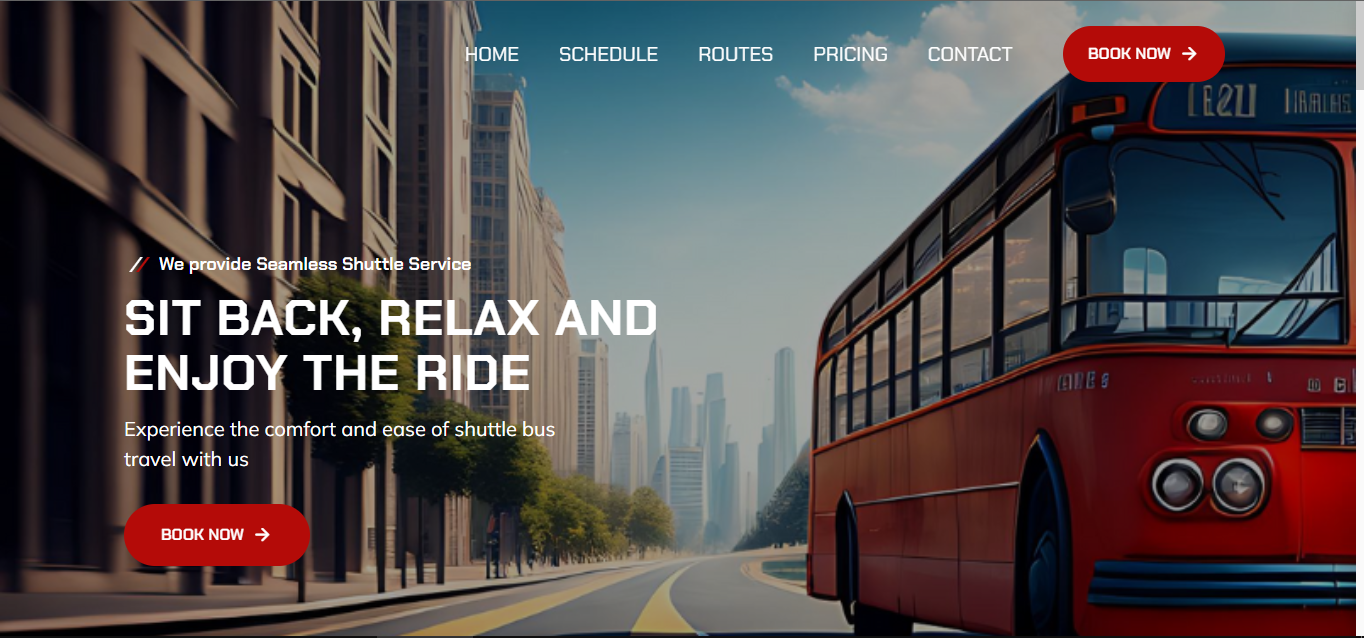 HOME SCHEDULE ROUTES PRICING CONTACT BOOK NOW
We provide Seamless Shuttle Service
SIT BACK, RELAX AND
ENJOY THE RIDE
Experience the comfort and ease of shuttle bus
travel with us
BOOK NOW